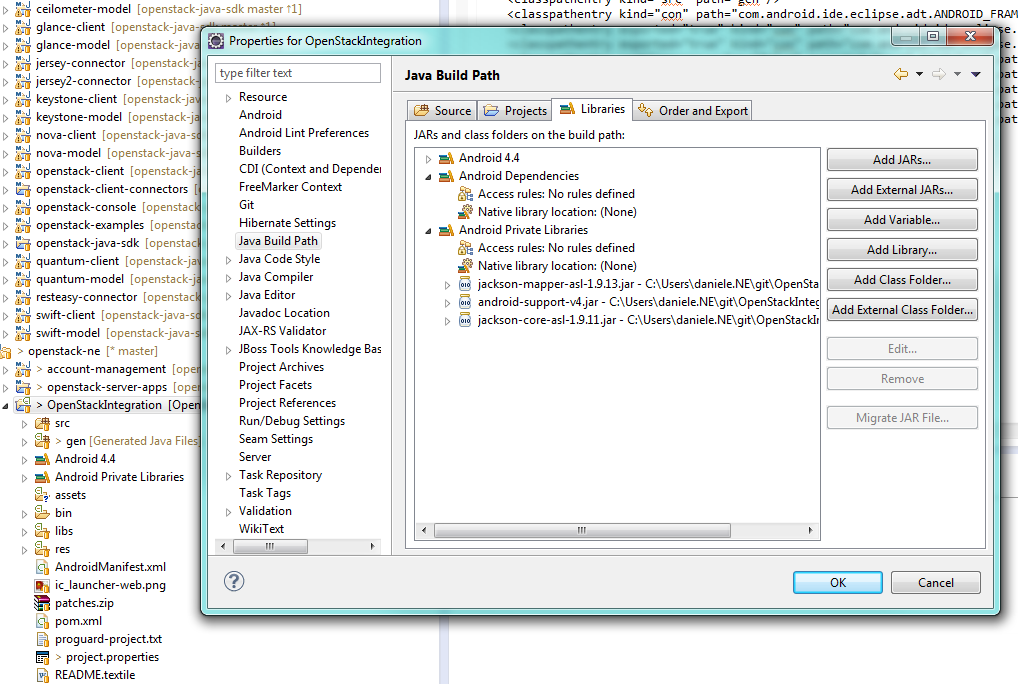 ceilometer-model [openstack-java-sdk master ↑1]
glance-client [openstack-java-
glance-model [openstack-java-
jersey-connector [openstack-ja
jersey2-connector [openstack-
keystone-client [openstack-jav
keystone-model [openstack-ja
nova-client [openstack-java-sd
nova-model [openstack-java-s
openstack-client [openstack-ja
openstack-client-connectors [
openstack-console [openstack
openstack-examples [openstac
openstack-java-sdk [openstack
quantum-client [openstack-jav
quantum-model [openstack-ja
resteasy-connector [openstack
swift-client [openstack-java-sd
swift-model [openstack-java-s
> openstack-ne [* master]
> account-management [open
> openstack-server-apps [open
> OpenStackIntegration [Open
src
> gen [Generated Java Files]
Android 4.4
Android Private Libraries
assets
bin
libs
res
AndroidManifest.xml
ic_launcher-web.png
patches.zip
pom.xml
proguard-project.txt
> project.properties
README.textile
<classpathentry kind="src" path="gen"/>
<classpathentry kind="con" path="com.android.ide.eclipse.adt.ANDROID_FRAM
Properties for OpenStackIntegration
type filter text
Resource
Android
Android Lint Preferences
Builders
CDI (Context and Depender
FreeMarker Context
Git
Hibernate Settings
Java Build Path
Java Code Style
Java Compiler
Java Editor
Javadoc Location
JAX-RS Validator
JBoss Tools Knowledge Bas
Project Archives
Project Facets
Project References
Run/Debug Settings
Seam Settings
Server
Task Repository
Task Tags
Validation
WikiText
Java Build Path
Source
Projects
Libraries
Order and Export
JARs and class folders on the build path:
Android 4.4
Android Dependencies
Access rules: No rules defined
Native library location: (None)
Android Private Libraries
Access rules: No rules defined
Native library location: (None)
jackson-mapper-asl-1.9.13.jar - C:\Users\daniele.NE\git\OpenSta
android-support-v4.jar - C:\Users\daniele.NE\git\OpenStackInteg
jackson-core-asl-1.9.11.jar - C:\Users\daniele.NE\git\OpenStackIr
Add JARs...
Add External JARs...
Add Variable...
Add Library...
Add Class Folder...
Add External Class Folder...
Edit...
Remove
Migrate JAR File...
OK
Cancel